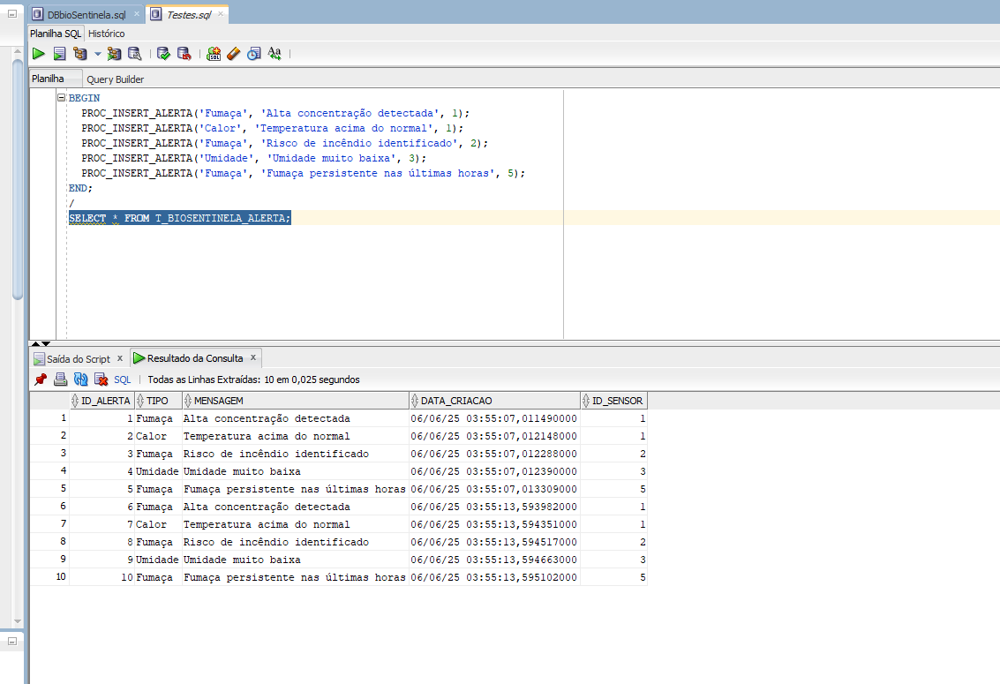 DBbioSentinela.sql × Testes.sql ×
Planilha SQL Histórico
Planilha Query Builder
BEGIN
PROC_INSERT_ALERTA('Fumaça', 'Alta concentração detectada', 1);
PROC_INSERT_ALERTA('Calor', 'Temperatura acima do normal', 1);
PROC_INSERT_ALERTA('Fumaça', 'Risco de incêndio identificado', 2);
PROC_INSERT_ALERTA('Umidade', 'Umidade muito baixa', 3);
PROC_INSERT_ALERTA('Fumaça', 'Fumaça persistente nas últimas horas', 5);
END;
/
SELECT * FROM T_BIOSENTINELA_ALERTA;
Saída do Script x Resultado da Consulta x
SQL | Todas as Linhas Extraídas: 10 em 0,025 segundos
ID_ALERTA TIPO MENSAGEM DATA_CRIACAO ID_SENSOR
1 1 Fumaça Alta concentração detectada 06/06/25 03:55:07,011490000 1
2 2 Calor Temperatura acima do normal 06/06/25 03:55:07,012148000 1
3 3 Fumaça Risco de incêndio identificado 06/06/25 03:55:07,012288000 2
4 4 Umidade Umidade muito baixa 06/06/25 03:55:07,012390000 3
5 5 Fumaça Fumaça persistente nas últimas horas 06/06/25 03:55:07,013309000 5
6 6 Fumaça Alta concentração detectada 06/06/25 03:55:13,593982000 1
7 7 Calor Temperatura acima do normal 06/06/25 03:55:13,594351000 1
8 8 Fumaça Risco de incêndio identificado 06/06/25 03:55:13,594517000 2
9 9 Umidade Umidade muito baixa 06/06/25 03:55:13,594663000 3
10 10 Fumaça Fumaça persistente nas últimas horas 06/06/25 03:55:13,595102000 5